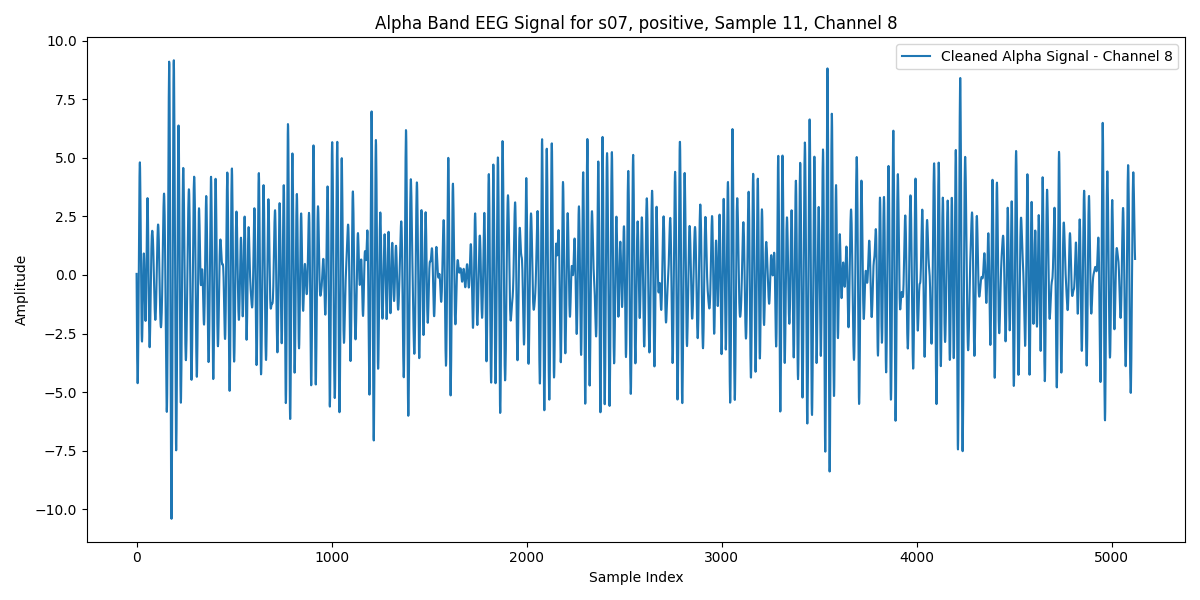 Alpha Band EEG Signal for s07, positive, Sample 11, Channel 8
Cleaned Alpha Signal - Channel 8
Amplitude
10.0
7.5
5.0
2.5
0.0
−2.5
−5.0
−7.5
−10.0
0 1000 2000 3000 4000 5000
Sample Index